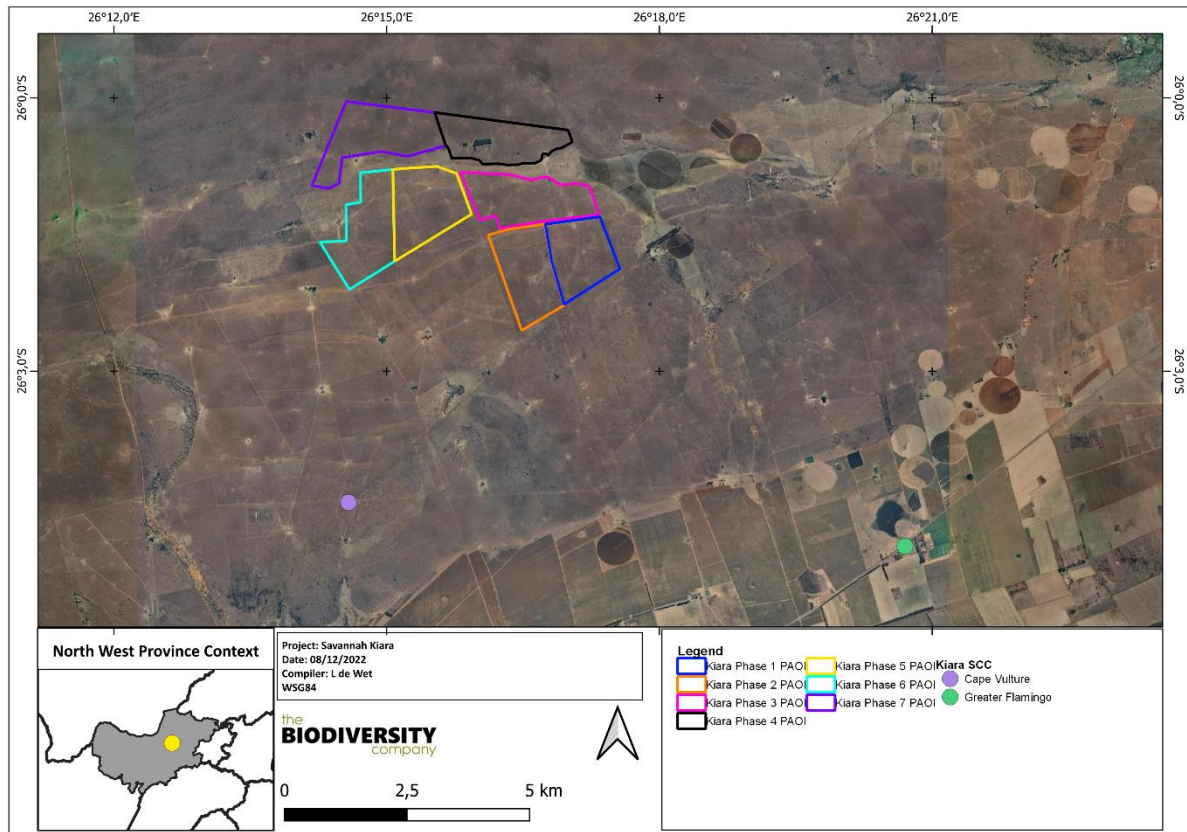 26°12,0'E 26°15,0'E 26°18,0'E 26°21,0'E
26°0,0'S 26°0,0'S
26°3,0'S 26°3,0'S
North West Province Context
Project: Savannah Kiara
Date: 08/12/2022
Compiler: L de Wet
WSG84
the
BIODIVERSITY
company
0 2,5 5 km
Legend
Kiara Phase 1 PAOI
Kiara Phase 2 PAOI
Kiara Phase 3 PAOI
Kiara Phase 4 PAOI
Kiara Phase 5 PAOI
Kiara Phase 6 PAOI
Kiara Phase 7 PAOI
Kiara SCC
Cape Vulture
Greater Flamingo